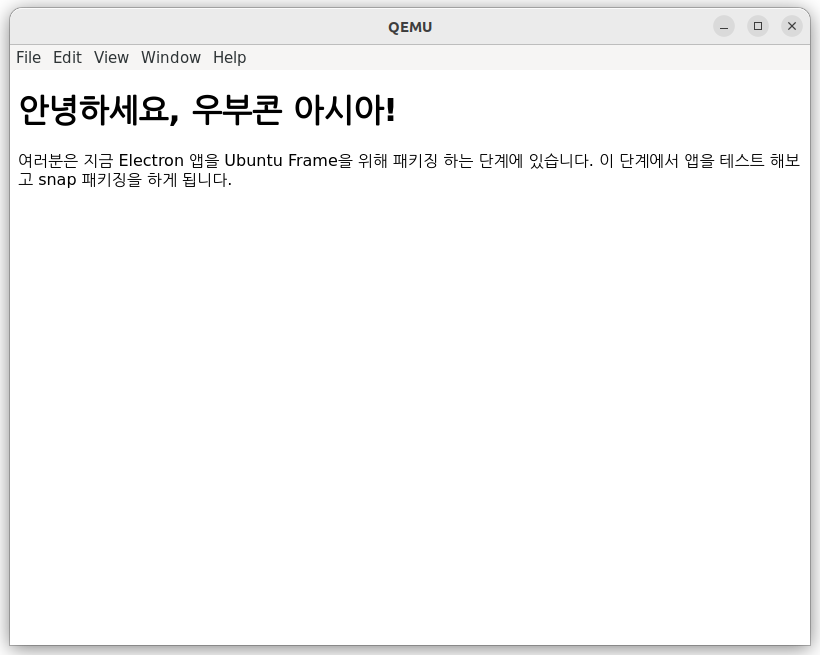 QEMU
File Edit View Window Help
안녕하세요, 우부콘 아시아!
여러분은 지금 Electron 앱을 Ubuntu Frame을 위해 패키징 하는 단계에 있습니다. 이 단계에서 앱을 테스트 해보
고 snap 패키징을 하게 됩니다.